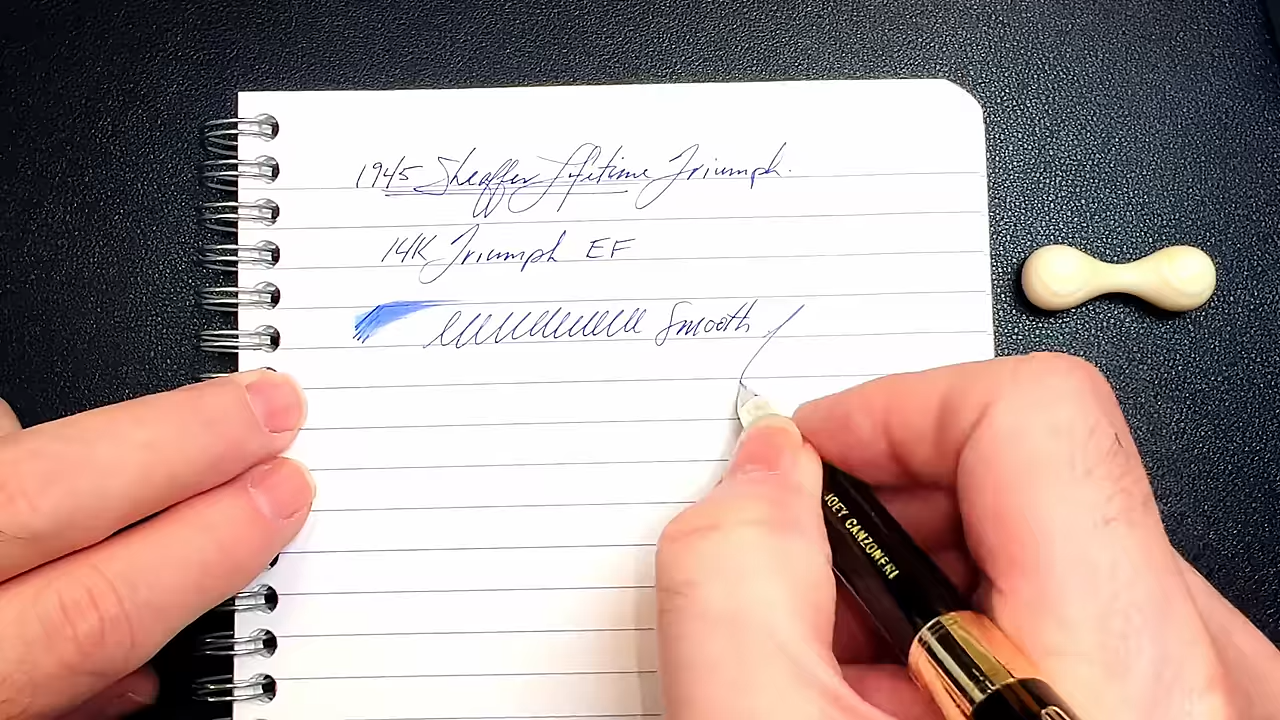 1945 Sheaffer Lifetime Triumph.
14K Triumph EF
Smooth
JOEY CANZONERI